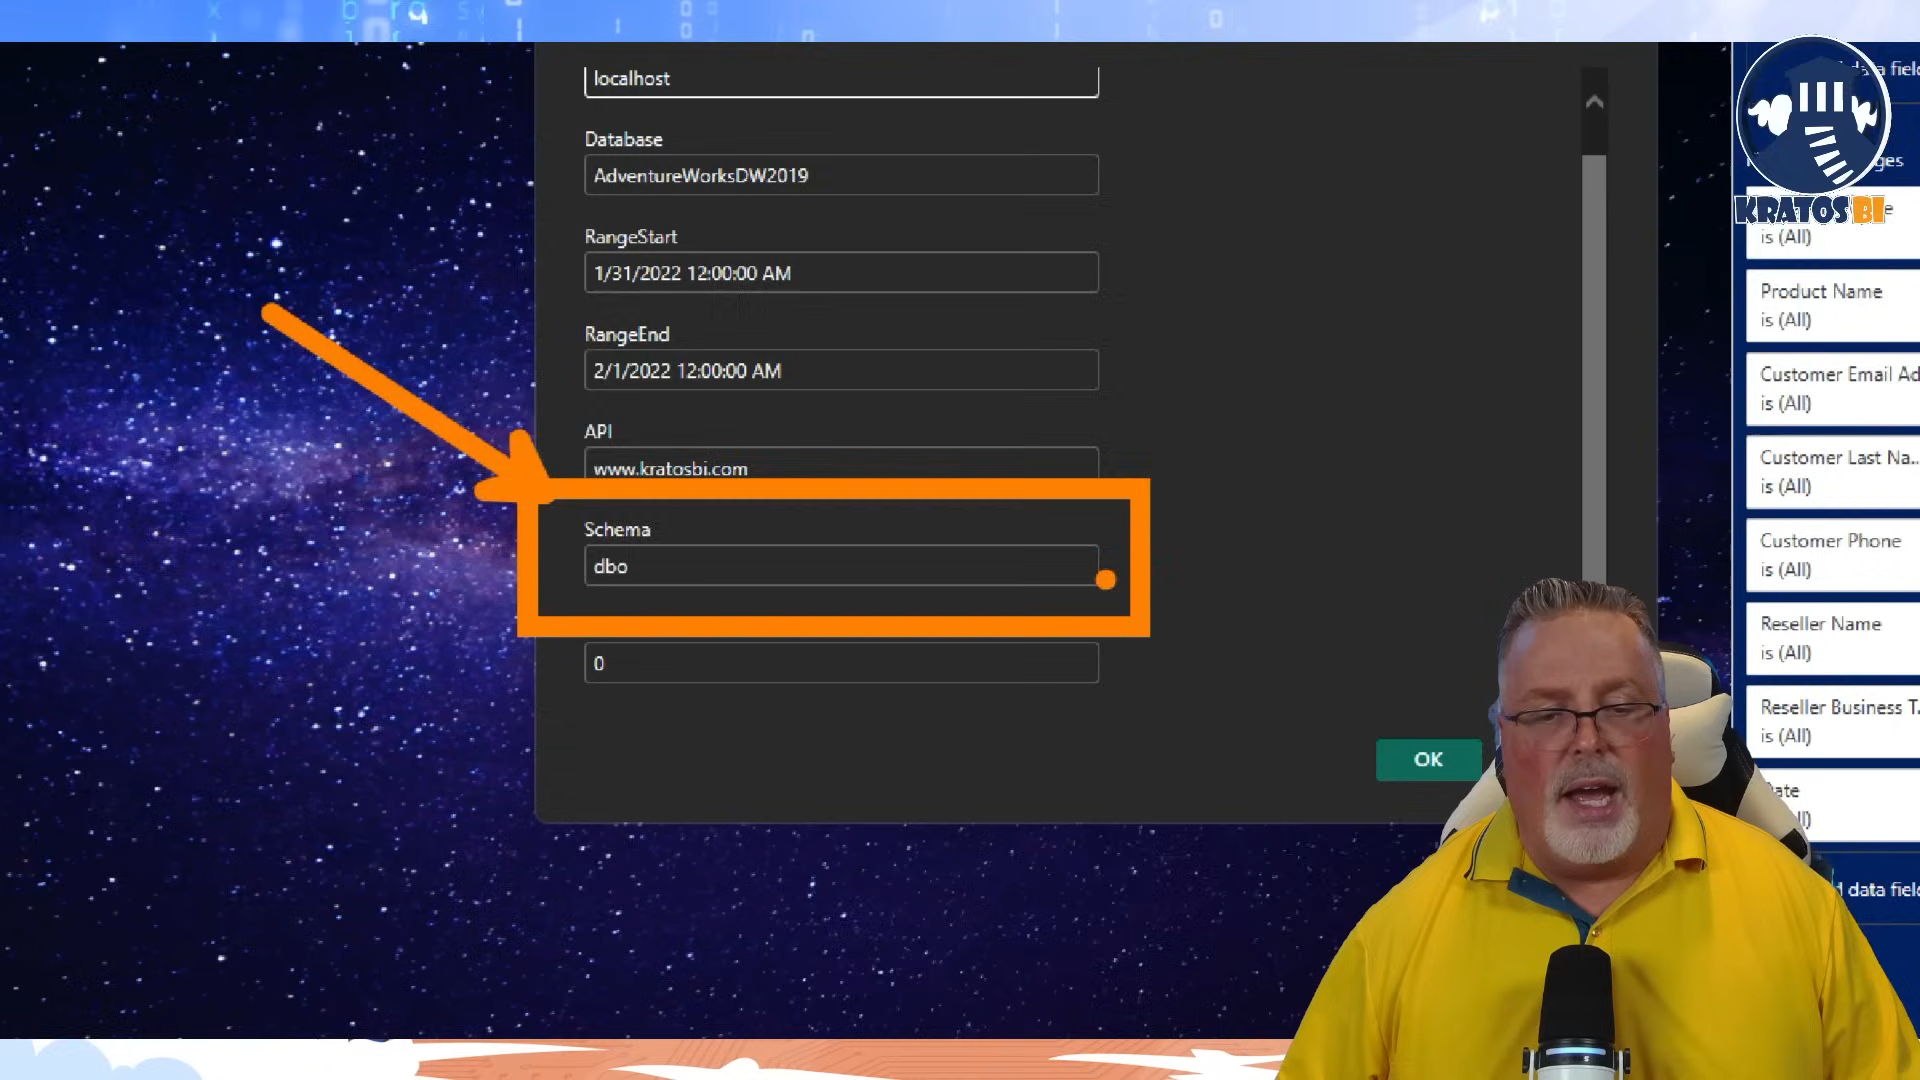 localhost
Database
AdventureWorksDW2019
RangeStart
1/31/2022 12:00:00 AM
RangeEnd
2/1/2022 12:00:00 AM
API
www.kratosbi.com
Schema
dbo
0
OK
KRATOS BI
is (All)
Product Name
is (All)
Customer Email Ad
is (All)
Customer Last Na..
is (All)
Customer Phone
is (All)
Reseller Name
is (All)
Reseller Business T.
is (All)
data field